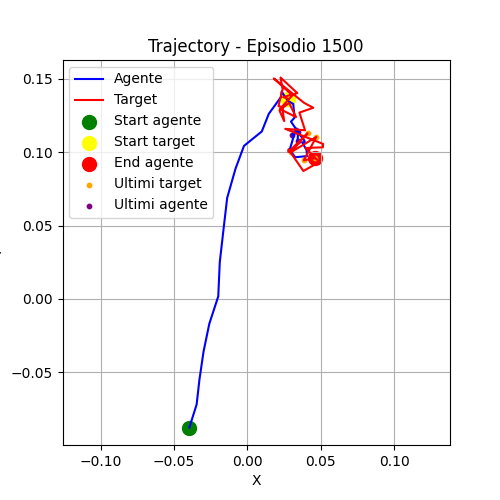 Trajectory - Episodio 1500
Agente
Target
Start agente
Start target
End agente
Ultimi target
Ultimi agente
0.15
0.10
0.05
0.00
−0.05
−0.10
−0.05
0.00
0.05
0.10
X